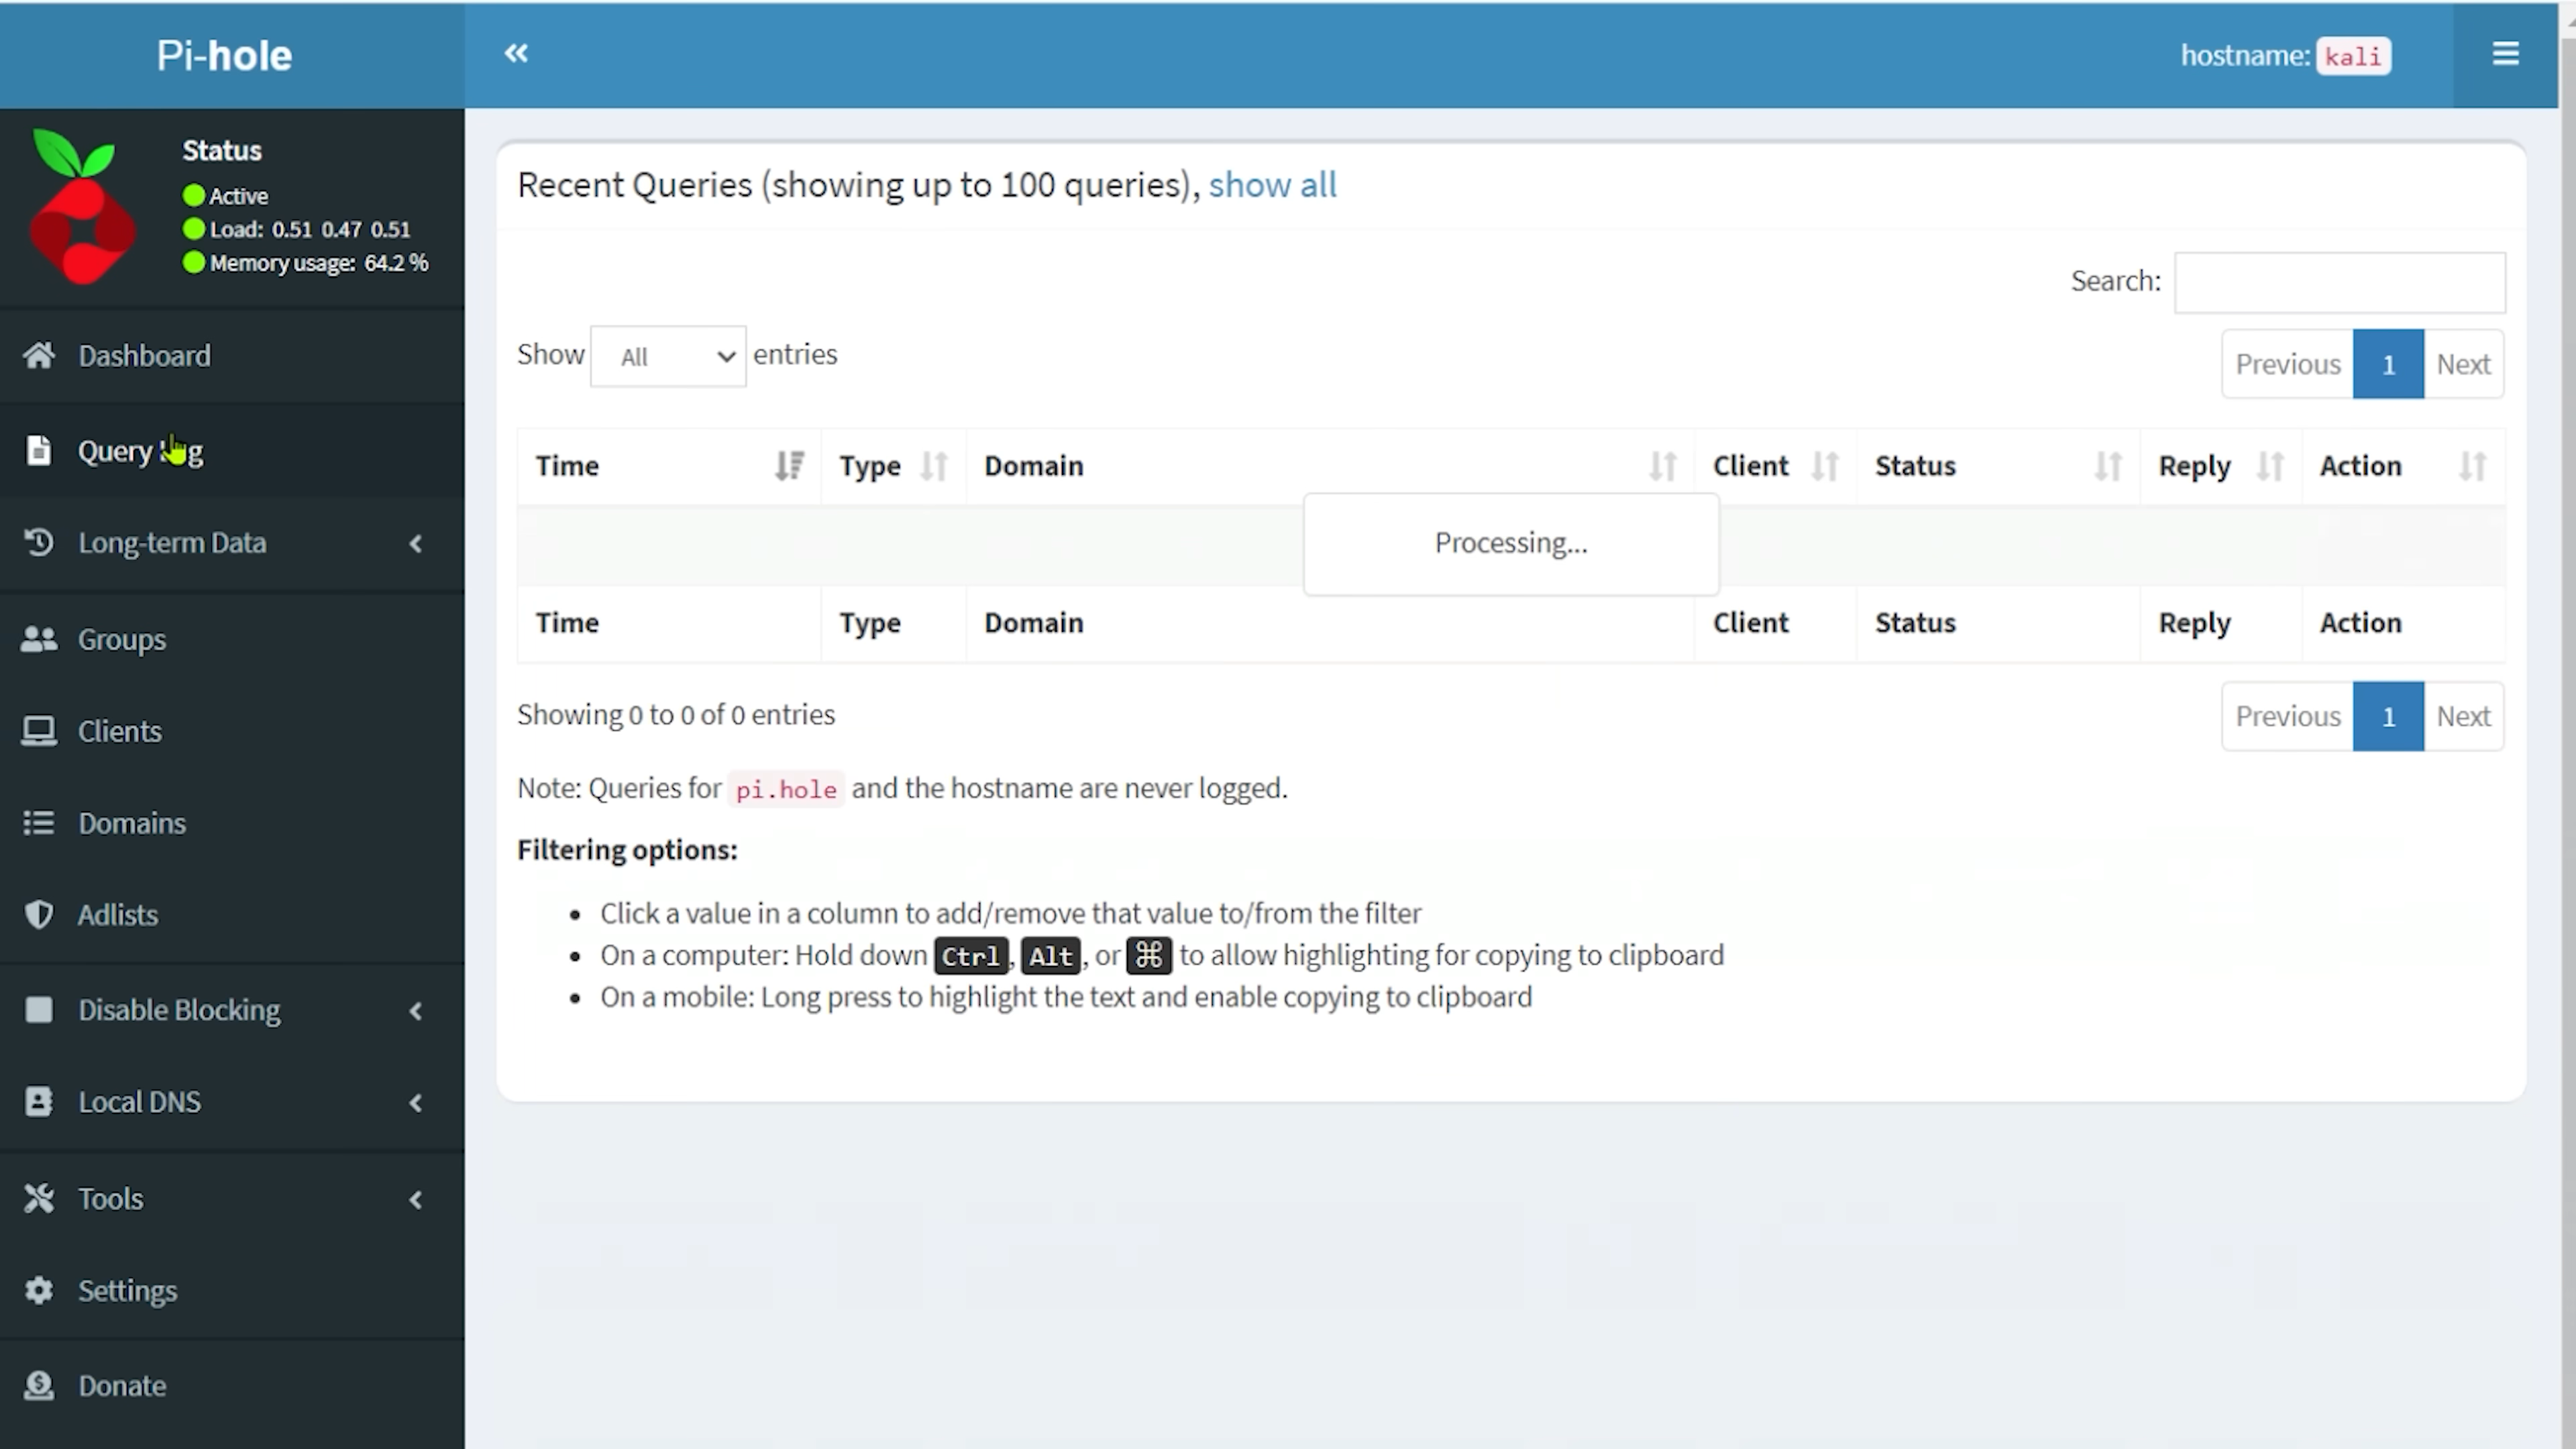 Pi-hole
hostname: kali
Status
Active
Load: 0.51 0.47 0.51
Memory usage: 64.2 %
Dashboard
Query
Long-term Data
Groups
Clients
Domains
Adlists
Disable Blocking
Local DNS
Tools
Settings
Donate
Recent Queries (showing up to 100 queries), show all
Search:
Show All entries
Previous 1 Next
Time Type Domain Client Status Reply Action
Processing...
Time Type Domain Client Status Reply Action
Showing 0 to 0 of 0 entries
Previous 1 Next
Note: Queries for pi.hole and the hostname are never logged.
Filtering options:
• Click a value in a column to add/remove that value to/from the filter
• On a computer: Hold down Ctrl, Alt, or ⌘ to allow highlighting for copying to clipboard
• On a mobile: Long press to highlight the text and enable copying to clipboard